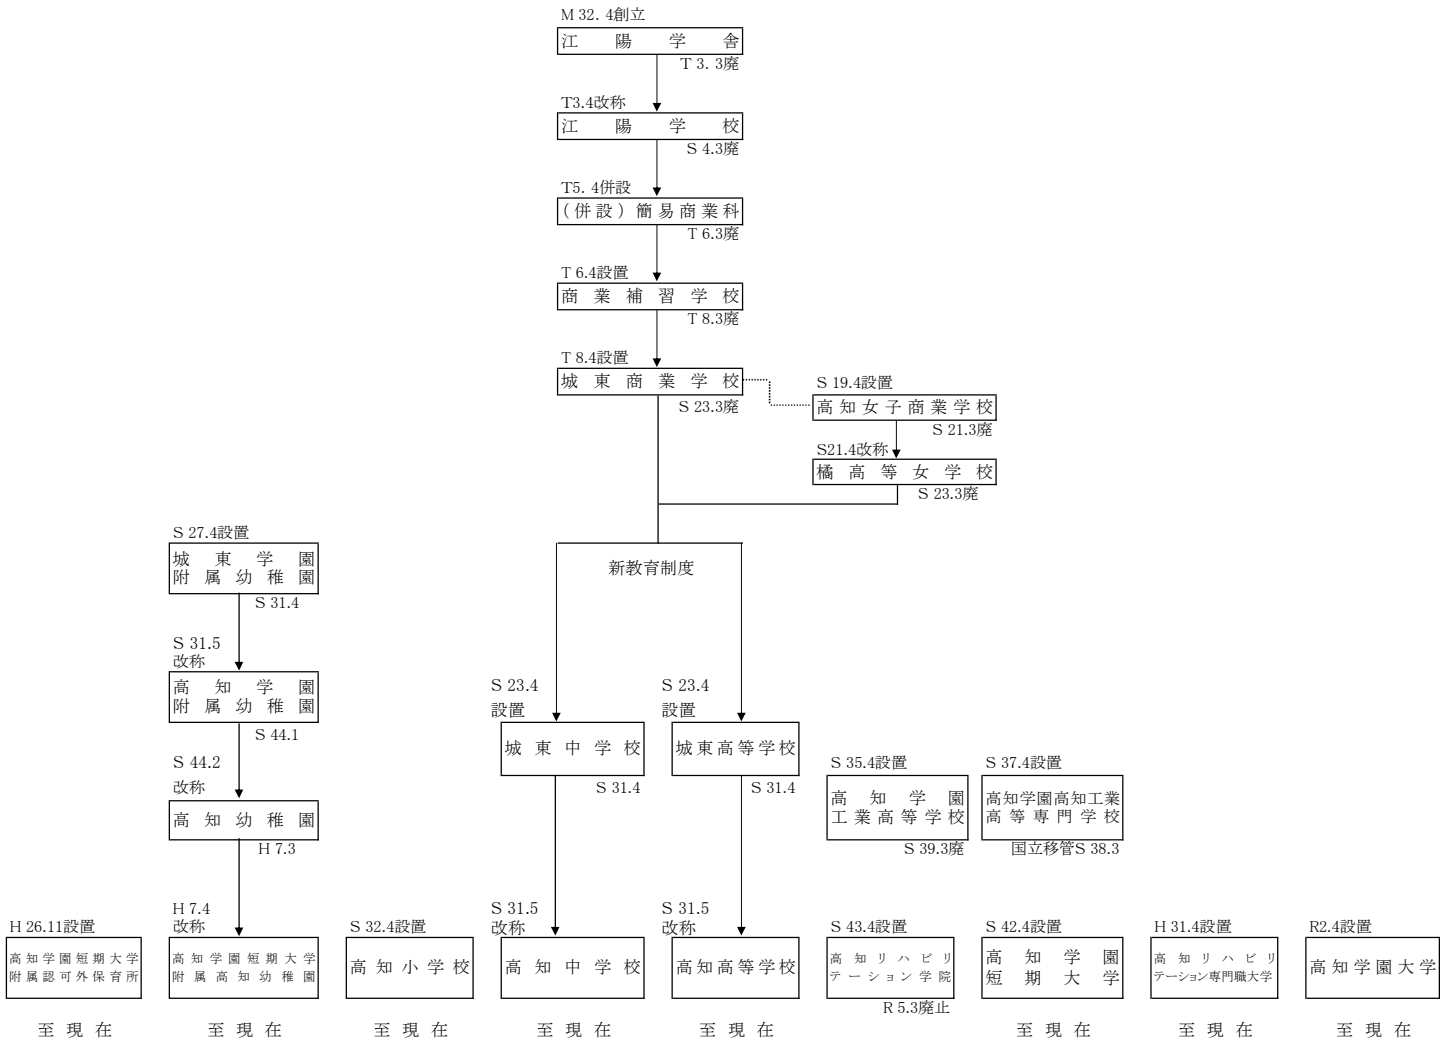 M 32. 4創立
江陽学舎
T 3. 3廃
T3.4改称
江陽学校
S 4.3廃
T5. 4併設
(併設)簡易商業科
T 6.3廃
T 6.4設置
商業補習学校
T 8.3廃
T 8.4設置
城東商業学校
S 23.3廃
S 19.4設置
高知女子商業学校
S 21.3廃
S21.4改称
橘高等女学校
S 23.3廃
新教育制度
S 27.4設置
城東学園
附属幼稚園
S 31.4
S 31.5
改称
高知学園
附属幼稚園
S 44.1
S 44.2
改称
高知幼稚園
H 7.3
S 23.4
設置
城東中学校
S 31.4
S 23.4
設置
城東高等学校
S 31.4
S 35.4設置
高知学園
工業高等学校
S 39.3廃
S 37.4設置
高知学園高知工業
高等専門学校
国立移管S 38.3
H 26.11設置
高知学園短期大学
附属認可外保育所
至現在
H 7.4
改称
高知学園短期大学
附属高知幼稚園
至現在
S 32.4設置
高知小学校
至現在
S 31.5
改称
高知中学校
至現在
S 31.5
改称
高知高等学校
至現在
S 43.4設置
高知リハビリ
テーション学院
R 5.3廃止
S 42.4設置
高知学園
短期大学
至現在
H 31.4設置
高知リハビリ
テーション専門職大学
至現在
R2.4設置
高知学園大学
至現在